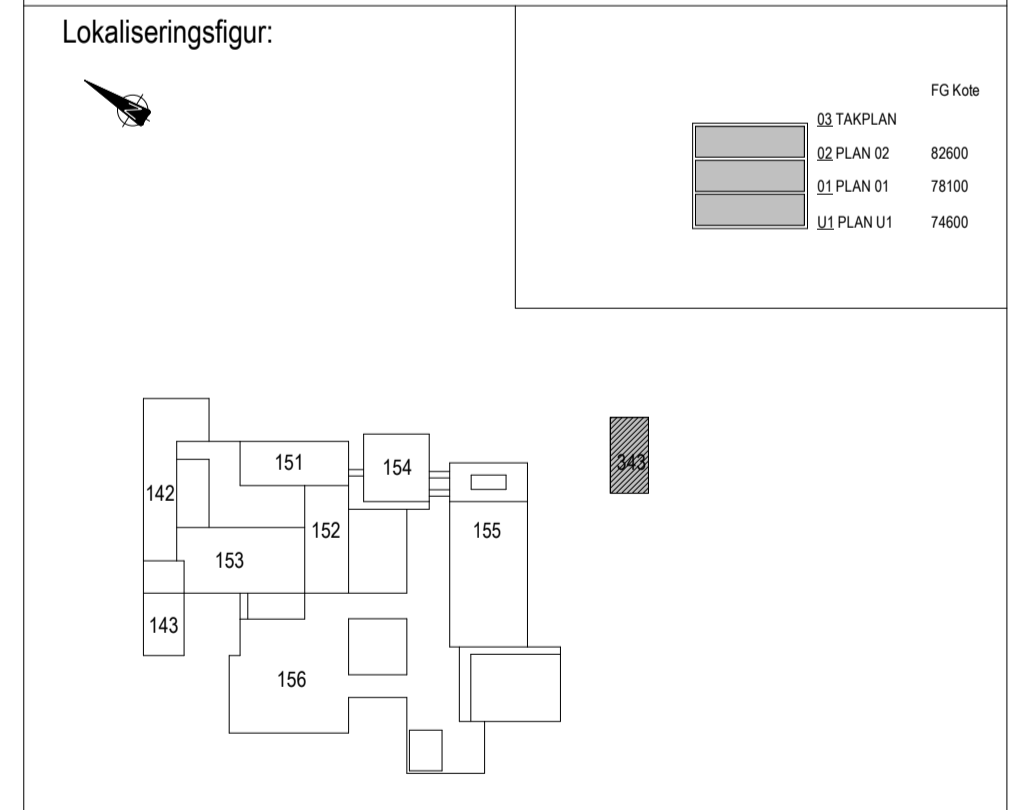 Lokaliseringsfigur:
N
FG Kote
03 TAKPLAN
02 PLAN 02 82600
01 PLAN 01 78100
U1 PLAN U1 74600
151
154
343
142
152
155
153
143
156